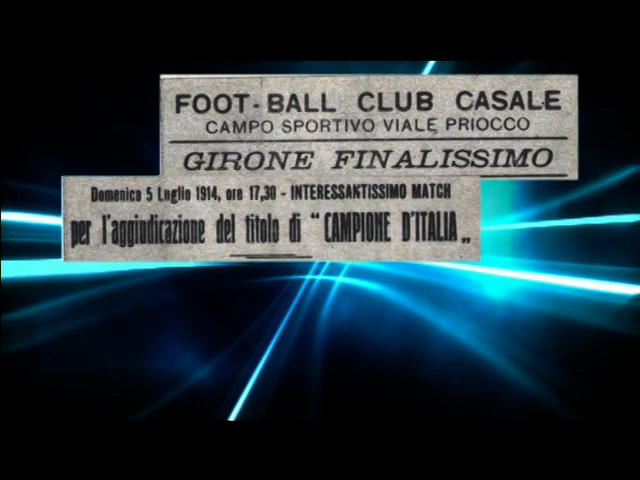 FOOT-BALL CLUB CASALE
CAMPO SPORTIVO VIALE PRIOCCO
GIRONE FINALISSIMO
Domenica 5 Luglio 1914, ore 17,30 - INTERESSANTISSIMO MATCH
per l'aggiudicazione del titolo di " CAMPIONE D'ITALIA „